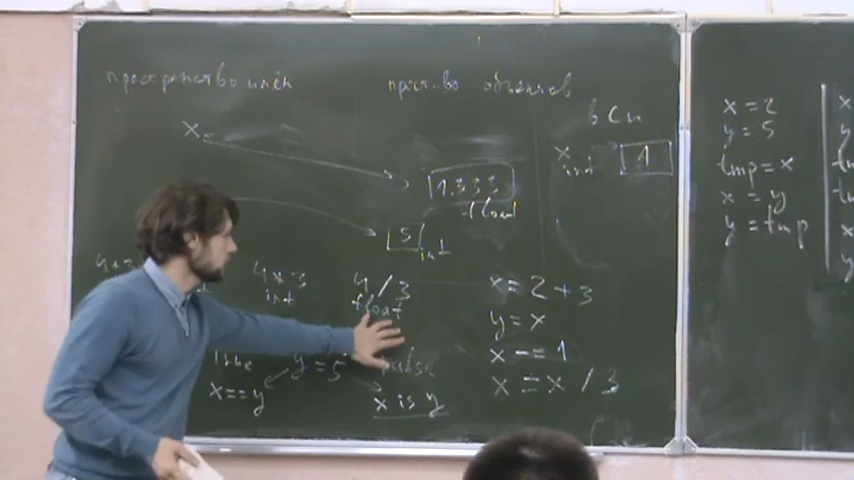 пространство имён
простр-во объектов
в Си
x
1.333
float
x
int 1
5
int
4 * 3
int
4 / 3
float
x = 2 + 3
y = x
x -= 1
x = x / 3
True
y = 5
False
x == y
x is y
x = 2
y = 5
tmp = x
x = y
y = tmp